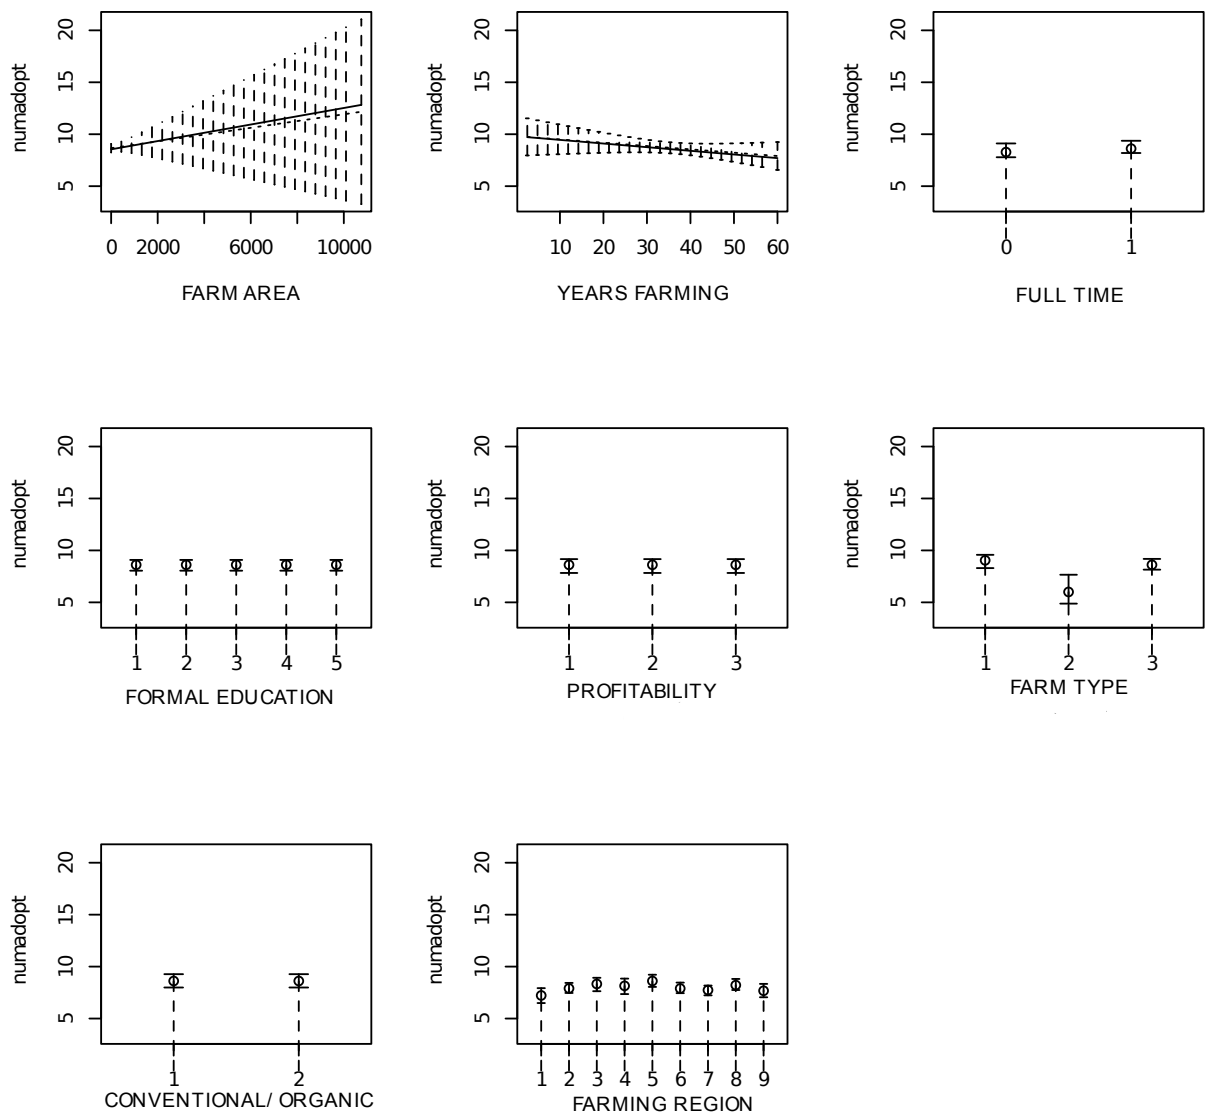 numadopt
20
15
10
5
0 2000 6000 10000
FARM AREA
numadopt
20
15
10
5
10 20 30 40 50 60
YEARS FARMING
numadopt
20
15
10
5
0 1
FULL TIME
numadopt
20
15
10
5
1 2 3 4 5
FORMAL EDUCATION
numadopt
20
15
10
5
1 2 3
PROFITABILITY
numadopt
20
15
10
5
1 2 3
FARM TYPE
numadopt
20
15
10
5
1 2
CONVENTIONAL/ ORGANIC
numadopt
20
15
10
5
1 2 3 4 5 6 7 8 9
FARMING REGION